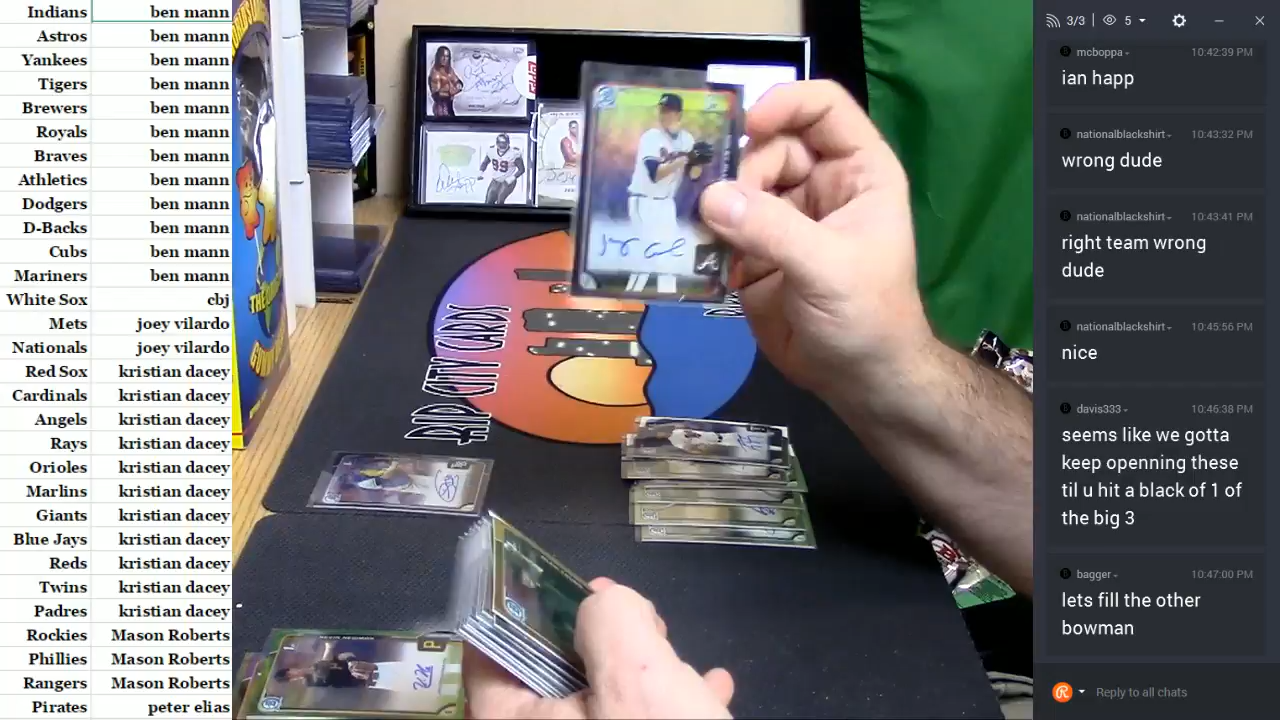 Indians ben mann
Astros ben mann
Yankees ben mann
Tigers ben mann
Brewers ben mann
Royals ben mann
Braves ben mann
Athletics ben mann
Dodgers ben mann
D-Backs ben mann
Cubs ben mann
Mariners ben mann
White Sox cbj
Mets joey vilardo
Nationals joey vilardo
Red Sox kristian dacey
Cardinals kristian dacey
Angels kristian dacey
Rays kristian dacey
Orioles kristian dacey
Marlins kristian dacey
Giants kristian dacey
Blue Jays kristian dacey
Reds kristian dacey
Twins kristian dacey
Padres kristian dacey
Rockies Mason Roberts
Phillies Mason Roberts
Rangers Mason Roberts
Pirates peter elias
RIP CITY CARDS
99
A
P
3/3 5
mcboppa 10:42:39 PM
ian happ
nationalblackshirt 10:43:32 PM
wrong dude
nationalblackshirt 10:43:41 PM
right team wrong
dude
nationalblackshirt 10:45:56 PM
nice
davis333 10:46:38 PM
seems like we gotta
keep openning these
til u hit a black of 1 of
the big 3
bagger 10:47:00 PM
lets fill the other
bowman
Reply to all chats